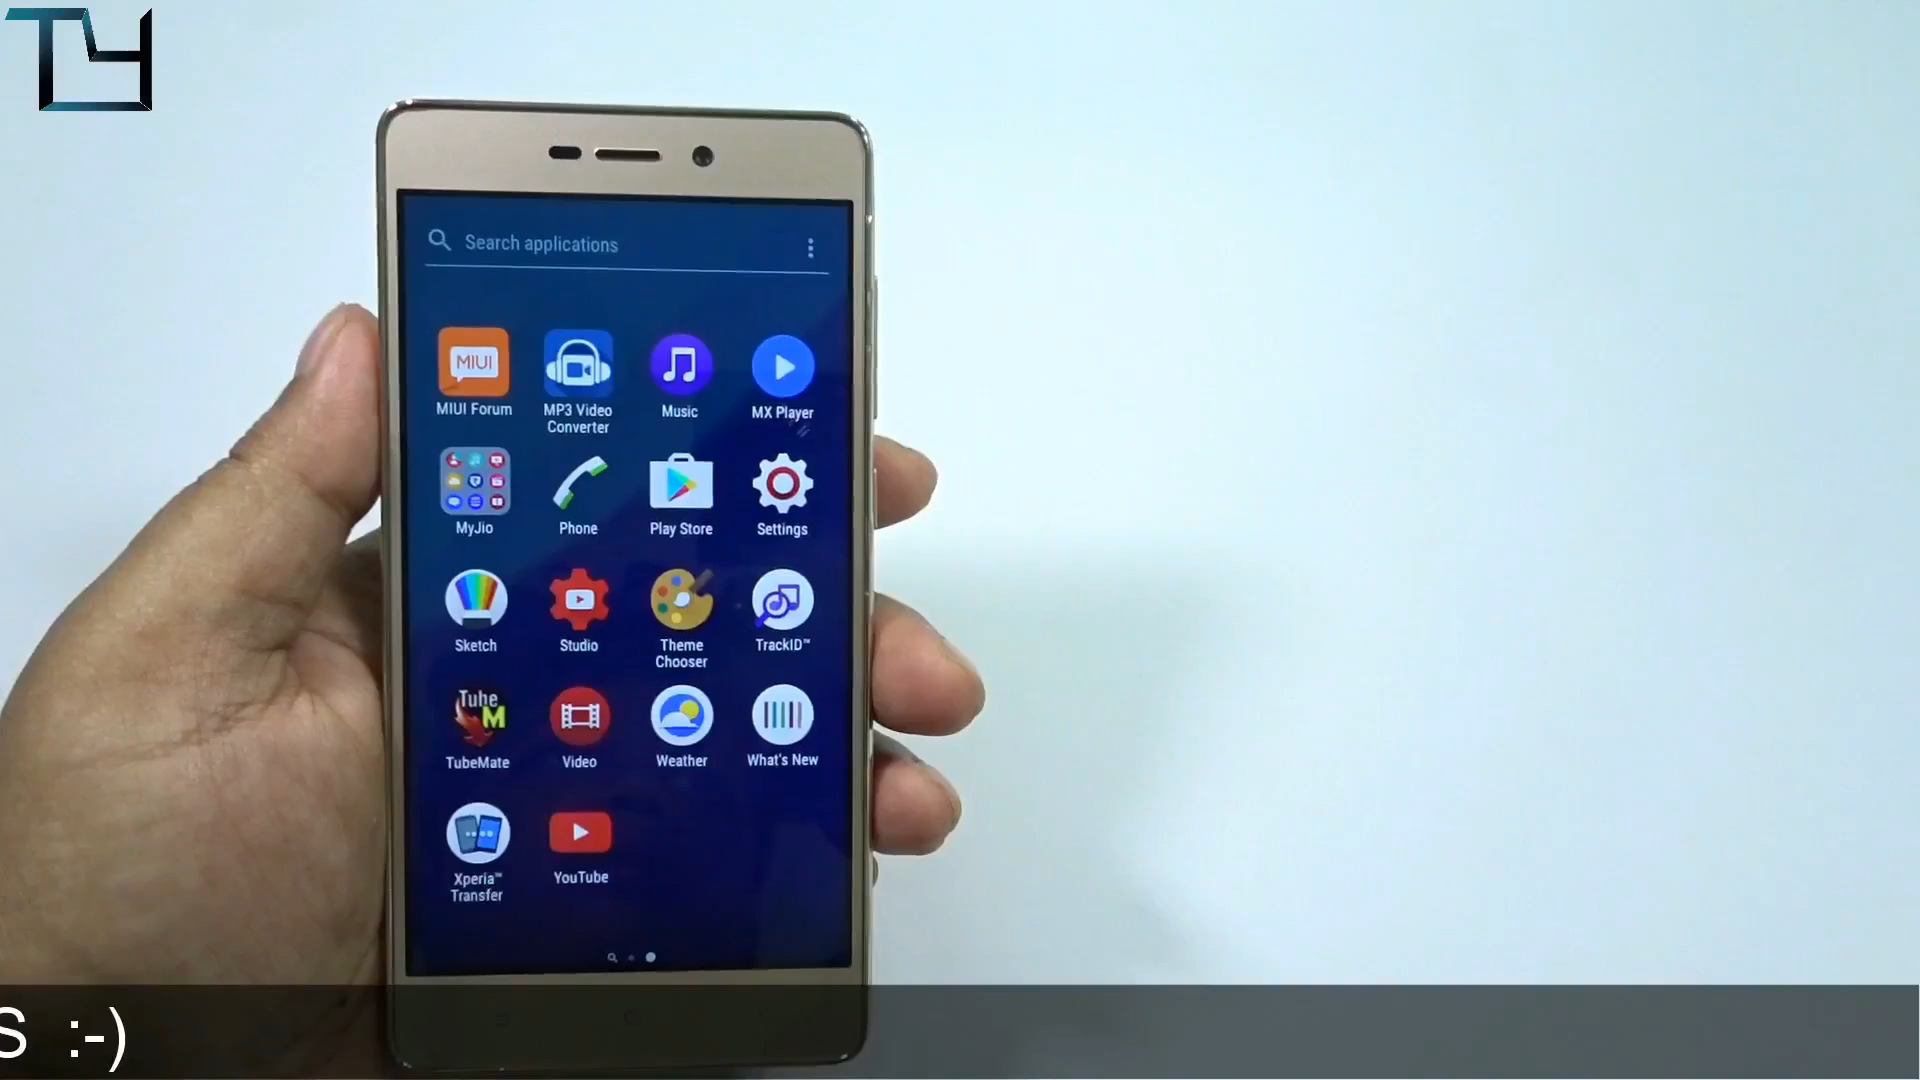 TY
Search applications
MIUI
MIUI Forum
MP3 Video
Converter
Music
MX Player
MyJio
Phone
Play Store
Settings
Sketch
Studio
Theme
Chooser
TrackID™
Tube
M
TubeMate
Video
Weather
What's New
Xperia™
Transfer
YouTube
S :-)